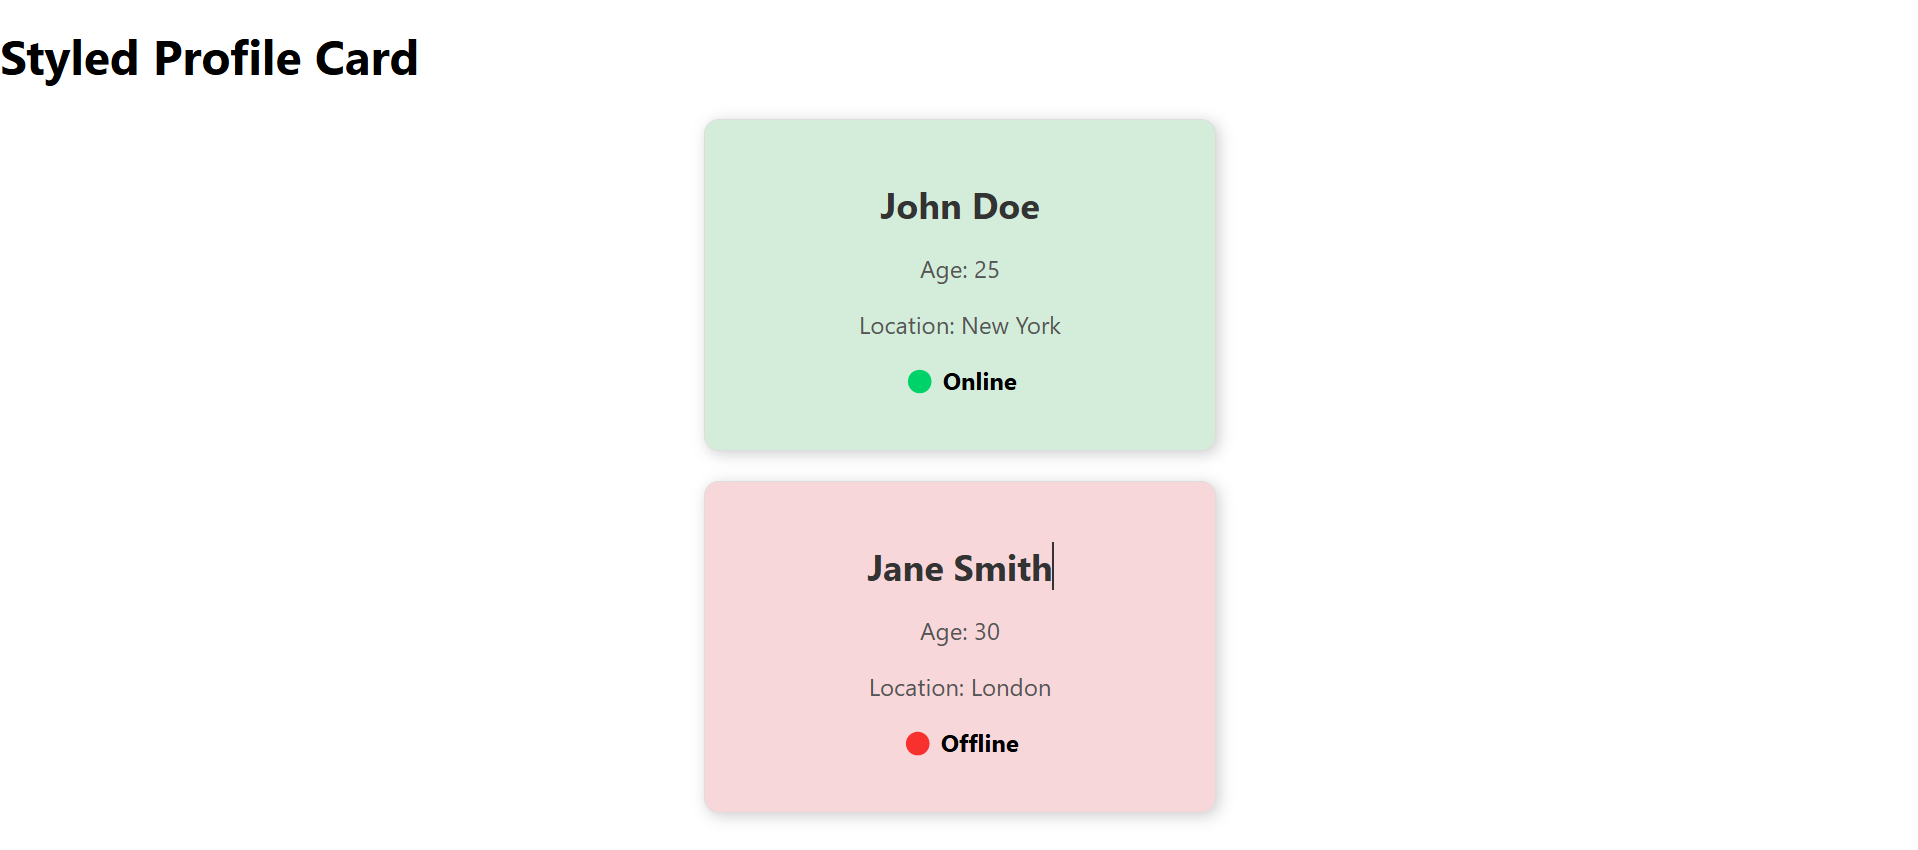 Styled Profile Card
John Doe
Age: 25
Location: New York
Online
Jane Smith
Age: 30
Location: London
Offline